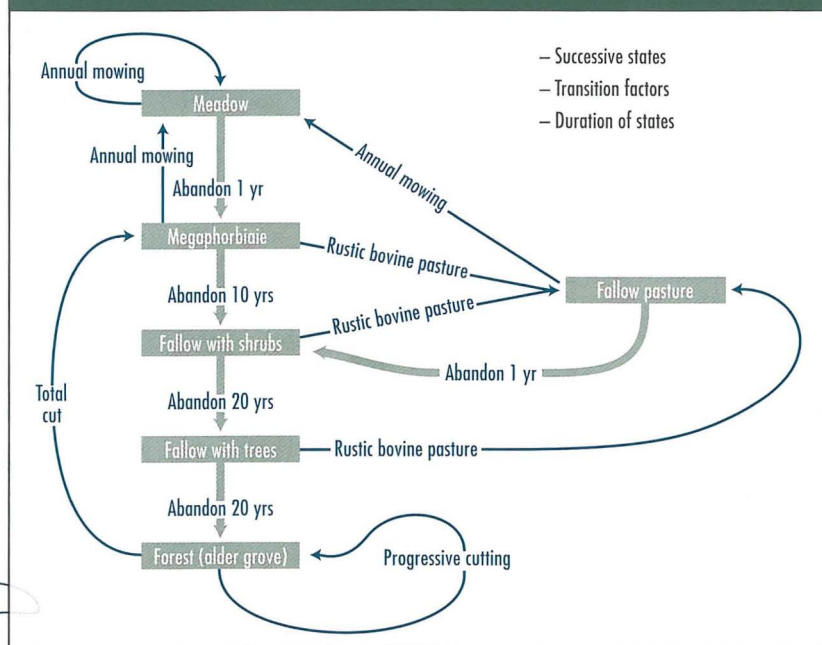 Annual mowing
– Successive states
– Transition factors
– Duration of states
Meadow
Annual mowing
Annual mowing
Abandon 1 yr
Megaphorbiaie
Rustic bovine pasture
Abandon 10 yrs
Fallow pasture
Rustic bovine pasture
Fallow with shrubs
Abandon 1 yr
Total
cut
Abandon 20 yrs
Fallow with trees
Rustic bovine pasture
Abandon 20 yrs
Forest (alder grove)
Progressive cutting